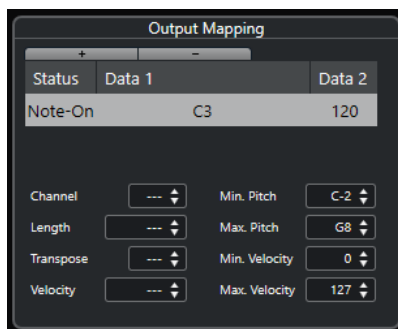 Output Mapping
+ −
Status Data 1 Data 2
Note-On C3 120
Channel --- Min. Pitch C-2
Length --- Max. Pitch G8
Transpose --- Min. Velocity 0
Velocity --- Max. Velocity 127